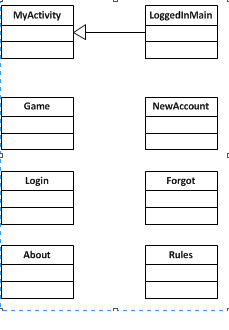 MyActivity
LoggedInMain
Game
NewAccount
Login
Forgot
About
Rules